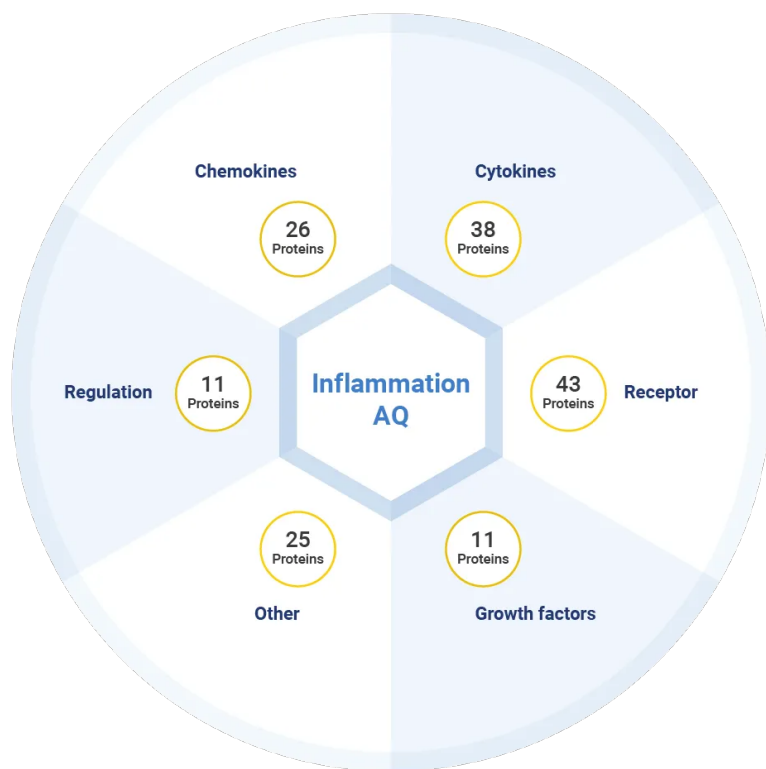 Chemokines
26
Proteins
Cytokines
38
Proteins
Regulation
11
Proteins
Inflammation
AQ
43
Proteins
Receptor
25
Proteins
Other
11
Proteins
Growth factors